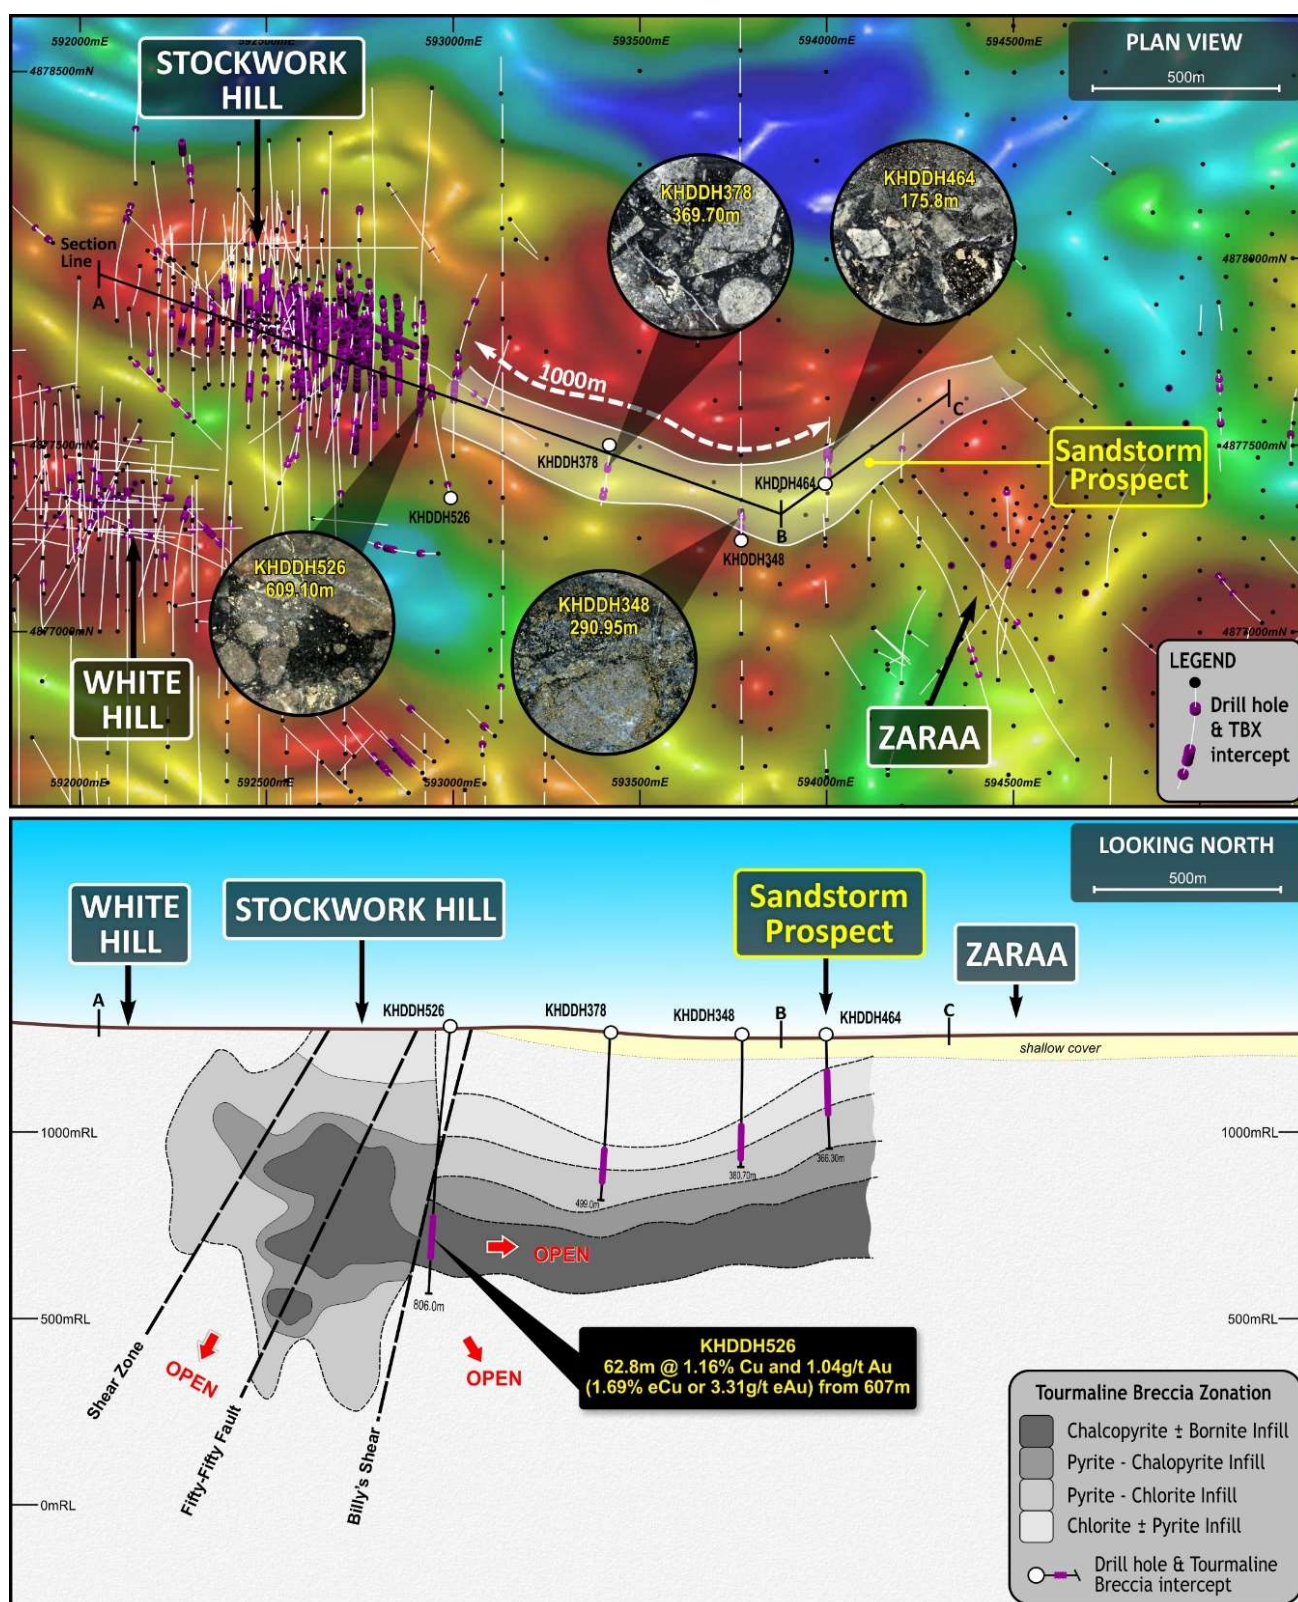 592000mE
592500mE
593000mE
593500mE
594000mE
594500mE
PLAN VIEW
500m
4878500mN
STOCKWORK
HILL
KHDDH378
369.70m
KHDDH464
175.8m
Section
Line
A
4878000mN
1000m
C
4877500mN
4877500mN
KHDDH378
KHDDH464
Sandstorm
Prospect
KHDDH526
B
KHDDH348
KHDDH526
609.10m
KHDDH348
290.95m
4877000mN
4877000mN
WHITE
HILL
ZARAA
LEGEND
Drill hole
& TBX
intercept
592000mE
592500mE
593000mE
593500mE
594000mE
594500mE
LOOKING NORTH
500m
WHITE
HILL
STOCKWORK HILL
Sandstorm
Prospect
ZARAA
A
KHDDH526
KHDDH378
KHDDH348
B
KHDDH464
C
shallow cover
1000mRL
1000mRL
366.30m
380.70m
499.0m
OPEN
806.0m
500mRL
500mRL
OPEN
OPEN
KHDDH526
62.8m @ 1.16% Cu and 1.04g/t Au
(1.69% eCu or 3.31g/t eAu) from 607m
Shear Zone
Fifty-Fifty Fault
Billy's Shear
0mRL
Tourmaline Breccia Zonation
Chalcopyrite ± Bornite Infill
Pyrite - Chalopyrite Infill
Pyrite - Chlorite Infill
Chlorite ± Pyrite Infill
Drill hole & Tourmaline
Breccia intercept